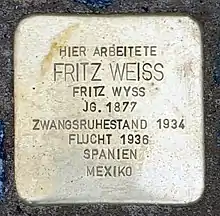 HIER ARBEITETE
FRITZ WEISS
FRITZ WYSS
JG. 1877
ZWANGSRUHESTAND 1934
FLUCHT 1936
SPANIEN
MEXIKO